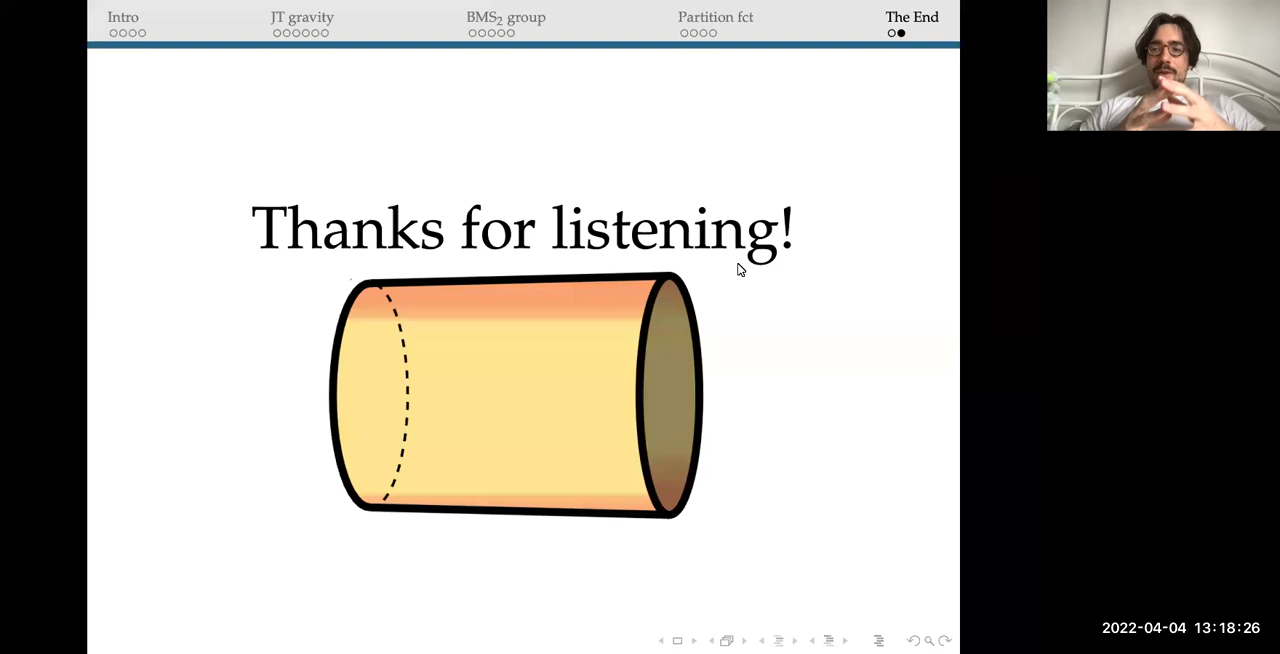 Intro JT gravity BMS₂ group Partition fct The End
Thanks for listening!
2022-04-04 13:18:26